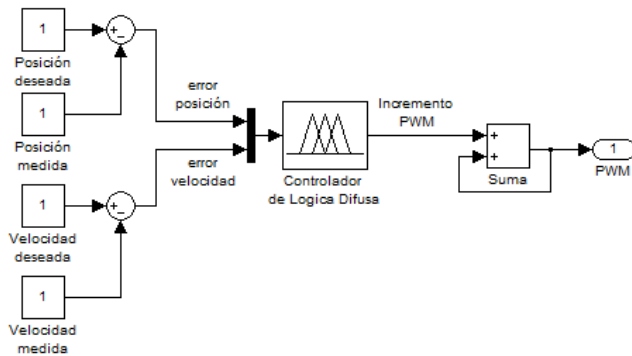 1
Posición
deseada
+
−
1
Posición
medida
error
posición
1
Velocidad
deseada
+
−
1
Velocidad
medida
error
velocidad
Controlador
de Logica Difusa
Incremento
PWM
+
+
Suma
1
PWM